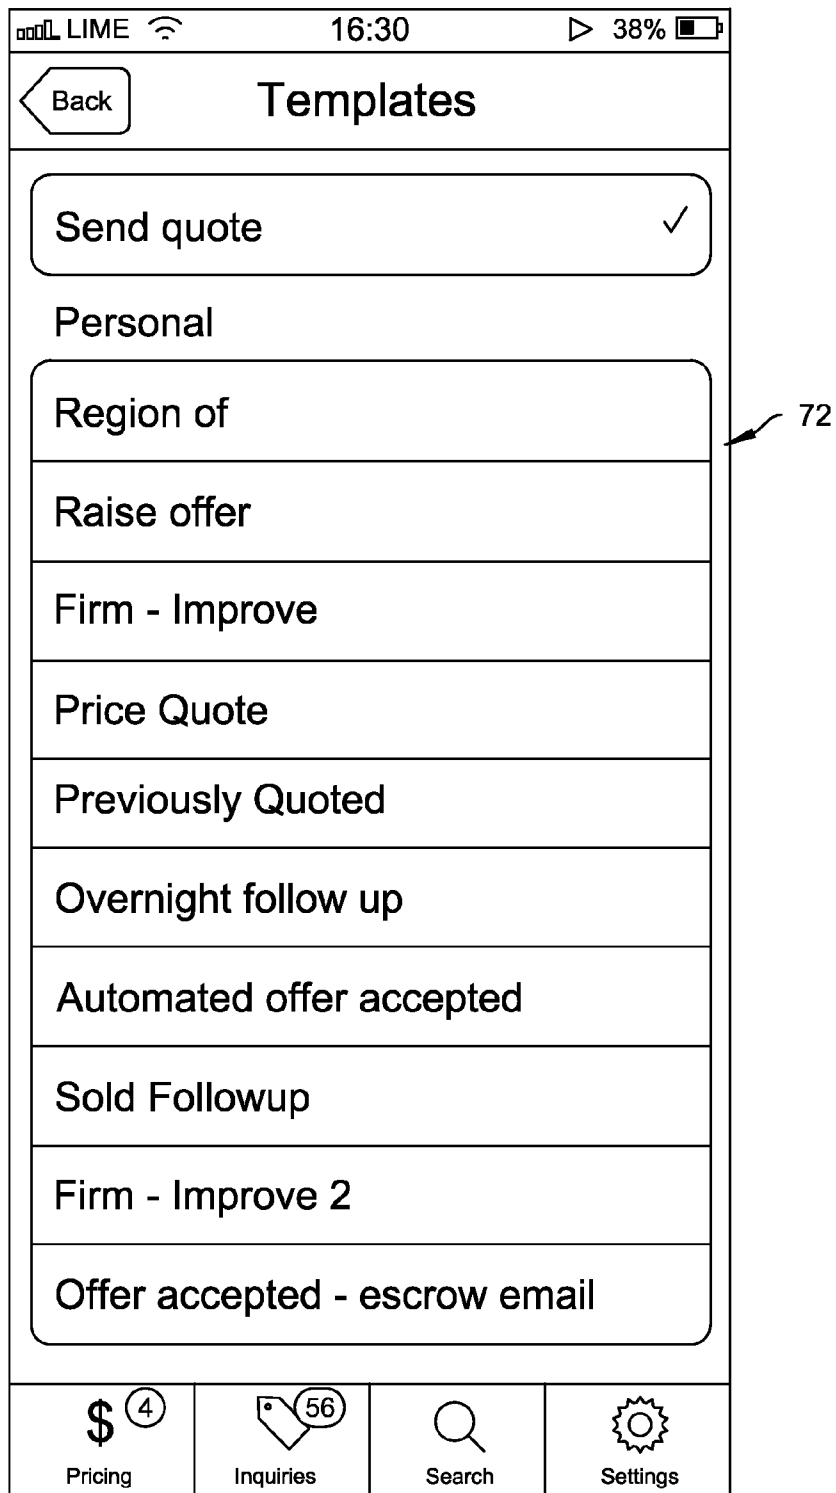 LIME 16:30 38%
Back Templates
Send quote
Personal
Region of
72
Raise offer
Firm - Improve
Price Quote
Previously Quoted
Overnight follow up
Automated offer accepted
Sold Followup
Firm - Improve 2
Offer accepted - escrow email
$ 4 56
Pricing Inquiries Search Settings